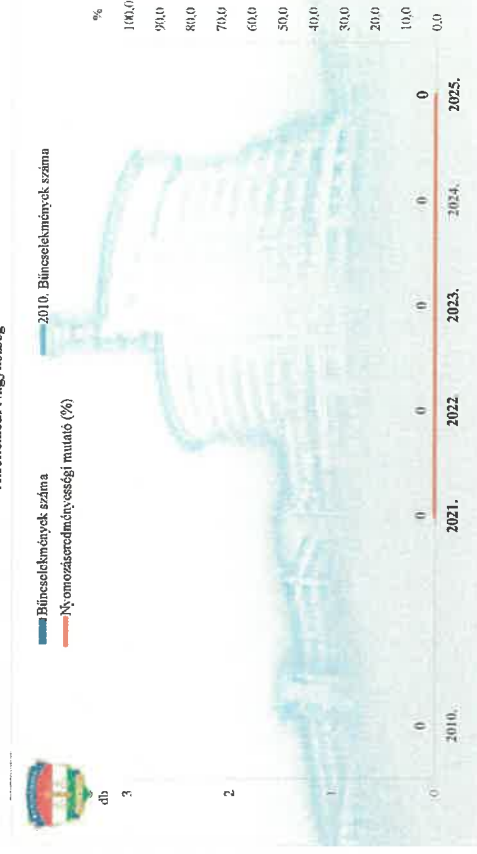 Bűncselekmények száma
2010. Bűncselekmények száma
Nyomozáseredményességi mutató (%)
db
%
3
2
1
0
100,0
90,0
80,0
70,0
60,0
50,0
40,0
30,0
20,0
10,0
0,0
0 0 0 0 0 0
2010. 2021. 2022. 2023. 2024. 2025.